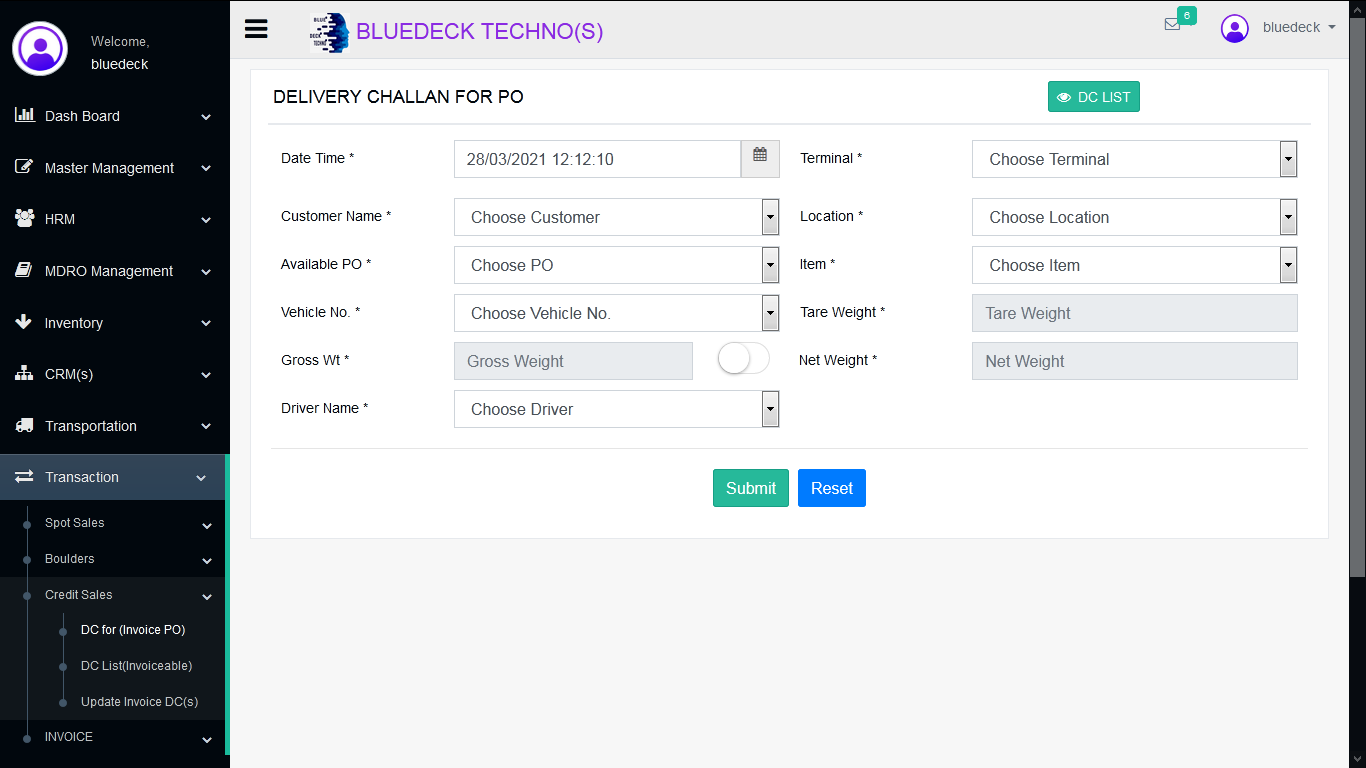 Welcome,
bluedeck
Dash Board
Master Management
HRM
MDRO Management
Inventory
CRM(s)
Transportation
Transaction
Spot Sales
Boulders
Credit Sales
DC for (Invoice PO)
DC List(Invoiceable)
Update Invoice DC(s)
INVOICE
BLUE
DECK
TECHNO
BLUEDECK TECHNO(S)
6
bluedeck
DELIVERY CHALLAN FOR PO
DC LIST
Date Time * 28/03/2021 12:12:10 Terminal * Choose Terminal
Customer Name * Choose Customer Location * Choose Location
Available PO * Choose PO Item * Choose Item
Vehicle No. * Choose Vehicle No. Tare Weight * Tare Weight
Gross Wt * Gross Weight Net Weight * Net Weight
Driver Name * Choose Driver
Submit Reset